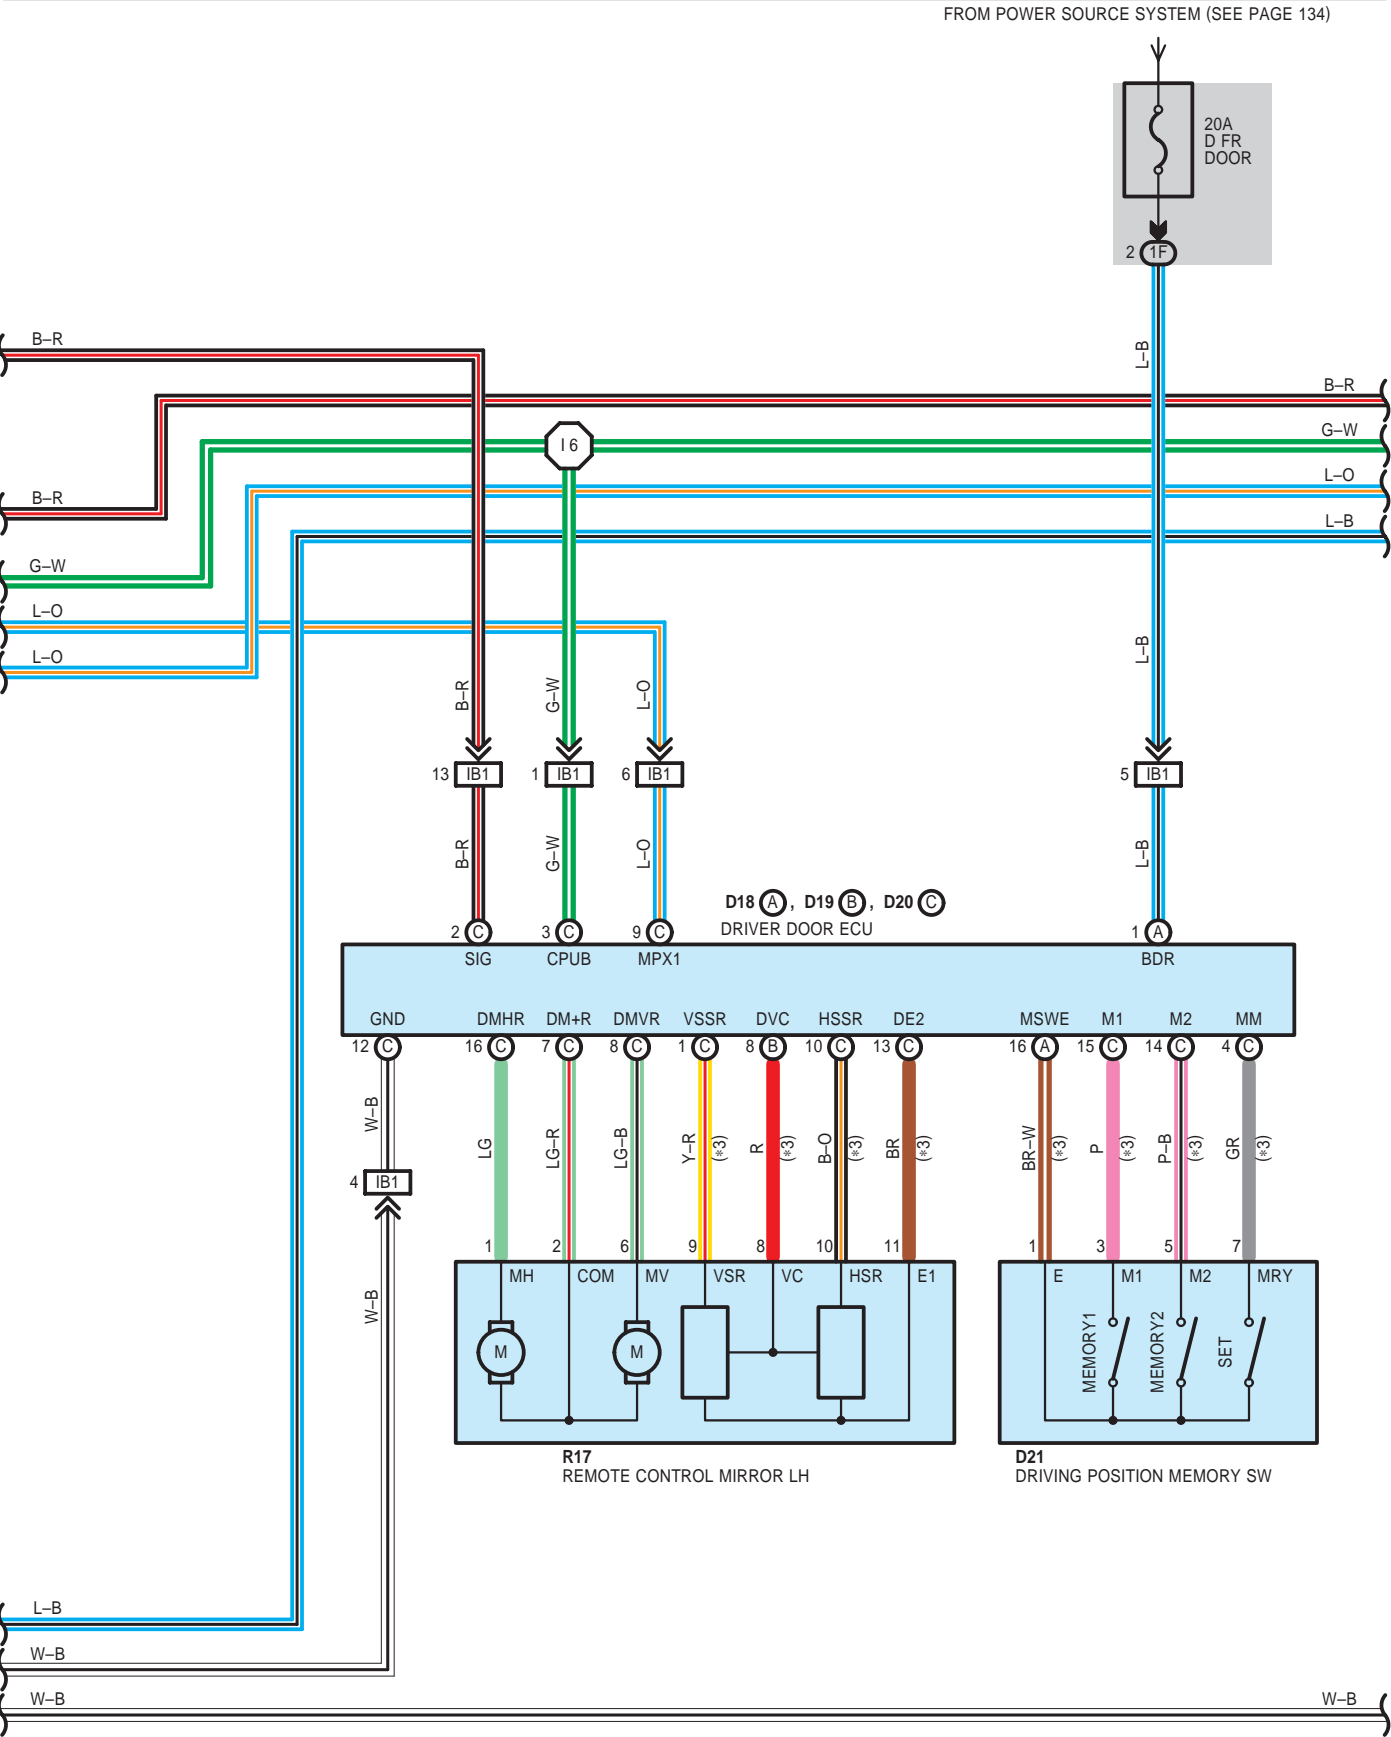 FROM POWER SOURCE SYSTEM (SEE PAGE 134)
20A
D FR
DOOR
2 1F
B–R
L–B
B–R
G–W
I 6
L–O
B–R
L–B
G–W
L–O
L–O
B–R
G–W
L–O
L–B
13 IB1
1 IB1
6 IB1
5 IB1
B–R
G–W
L–O
L–B
D18 A , D19 B , D20 C
DRIVER DOOR ECU
2 C
3 C
9 C
1 A
SIG CPUB MPX1 BDR
GND DMHR DM+R DMVR VSSR DVC HSSR DE2 MSWE M1 M2 MM
12 C 16 C 7 C 8 C 1 C 8 B 10 C 13 C 16 A 15 C 14 C 4 C
W–B
LG
LG–R
LG–B
Y–R
(*3)
R
(*3)
B–O
(*3)
BR
(*3)
BR–W
(*3)
P
(*3)
P–B
(*3)
GR
(*3)
4 IB1
1 2 6 9 8 10 11 1 3 5 7
MH COM MV VSR VC HSR E1 E M1 M2 MRY
W–B
M
M
MEMORY1
MEMORY2
SET
R17
REMOTE CONTROL MIRROR LH
D21
DRIVING POSITION MEMORY SW
L–B
W–B
W–B
W–B